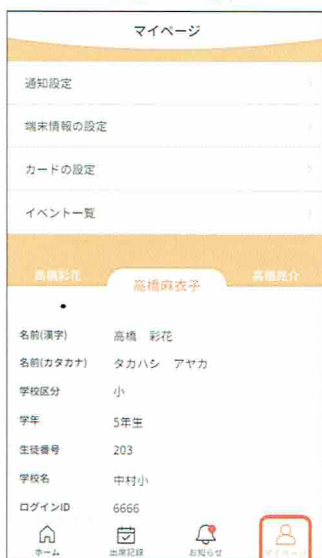 マイページ
通知設定
端末情報の設定
カードの設定
イベント一覧
高橋彩花 高橋麻衣子 高橋亮介
名前(漢字) 高橋 彩花
名前(カタカナ) タカハシ アヤカ
学校区分 小
学年 5年生
生徒番号 203
学校名 中村小
ログインID 6666
ホーム 出席記録 お知らせ マイページ